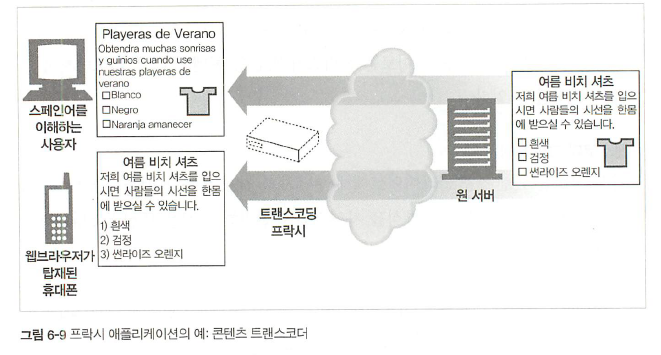 Playeras de Verano
Obtendra muchas sonrisas
y guinios cuando use
nuestras playeras de
verano
□Blanco
□Negro
□Naranja amanecer
스페인어를
이해하는
사용자
여름 비치 셔츠
저희 여름 비치 셔츠를 입으
시면 사람들의 시선을 한몸
에 받으실 수 있습니다.
1) 흰색
2) 검정
3) 썬라이즈 오렌지
웹브라우저가
탑재된
휴대폰
트랜스코딩
프락시
원 서버
여름 비치 셔츠
저희 여름 비치 셔츠를 입으
시면 사람들의 시선을 한몸
에 받으실 수 있습니다.
□ 흰색
□ 검정
□ 썬라이즈 오렌지
그림 6-9 프락시 애플리케이션의 예: 콘텐츠 트랜스코더